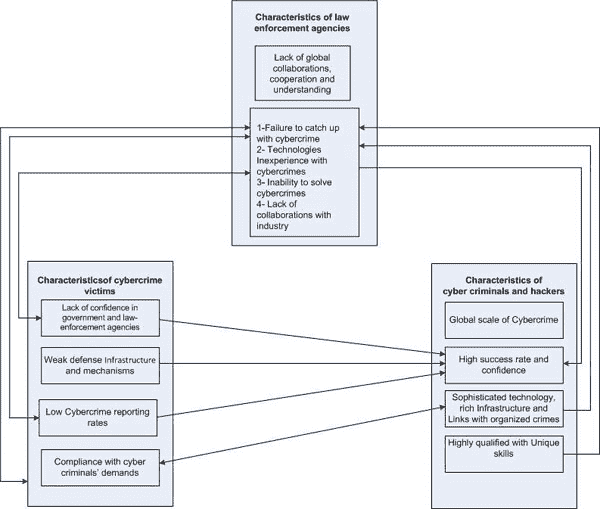 Characteristics of law
enforcement agencies
Lack of global
collaborations,
cooperation and
understanding
1-Failure to catch up
with cybercrime
2- Technologies
Inexperience with
cybercrimes
3- Inability to solve
cybercrimes
4- Lack of
collaborations with
industry
Characteristicsof cybercrime
victims
Lack of confidence in
government and law-
enforcement agencies
Weak defense Infrastructure
and mechanisms
Low Cybercrime reporting
rates
Compliance with cyber
criminals' demands
Characteristics of
cyber criminals and hackers
Global scale of Cybercrime
High success rate and
confidence
Sophisticated technology,
rich Infrastructure and
Links with organized crimes
Highly qualified with Unique
skills